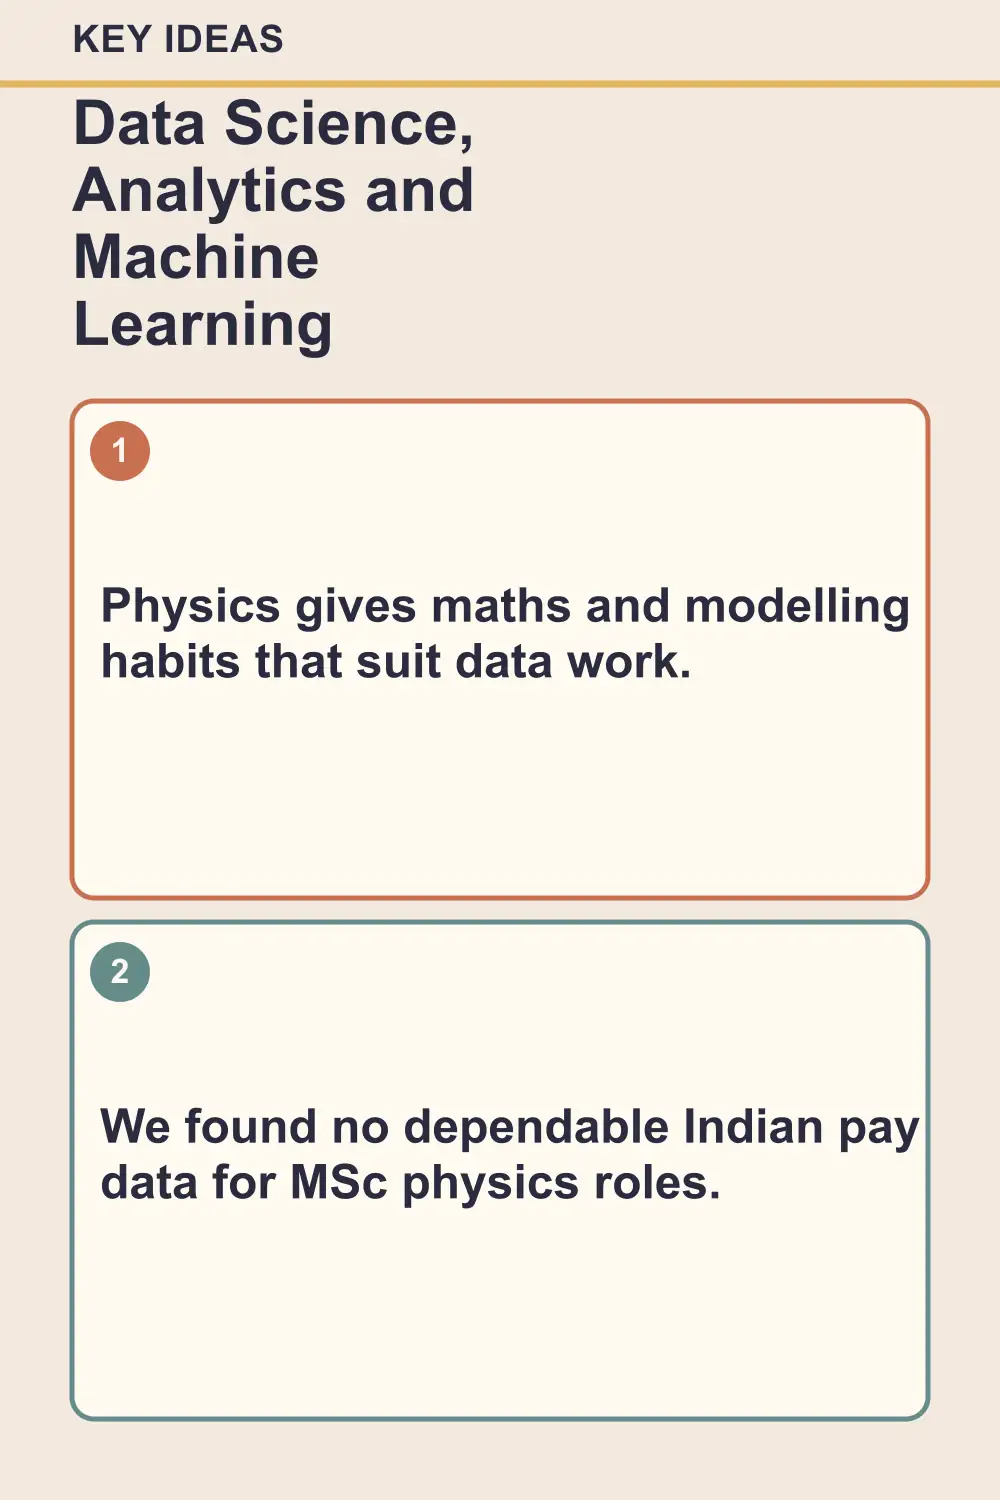 KEY IDEAS
Data Science,
Analytics and
Machine
Learning
1
Physics gives maths and modelling
habits that suit data work.
2
We found no dependable Indian pay
data for MSc physics roles.